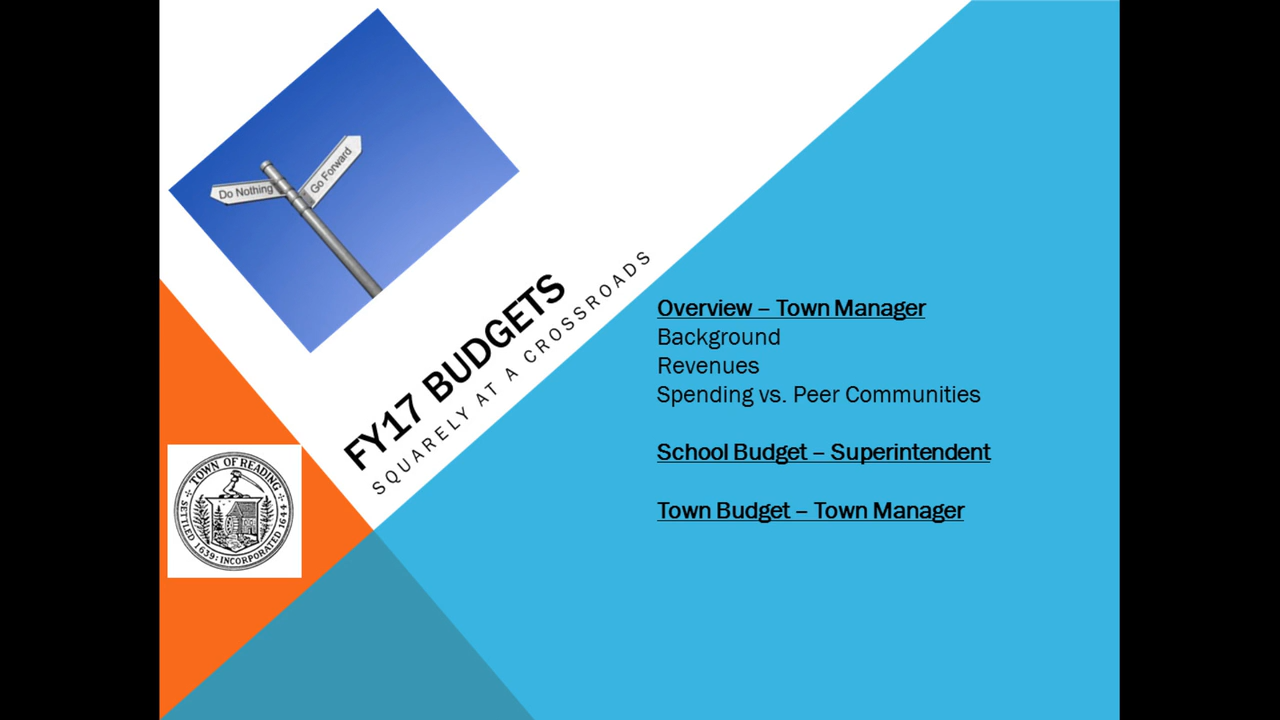 Do Nothing
Go Forward
FY17 BUDGETS
SQUARELY AT A CROSSROADS
Overview – Town Manager
Background
Revenues
Spending vs. Peer Communities
School Budget – Superintendent
Town Budget – Town Manager
TOWN OF READING
SETTLED 1639: INCORPORATED 1644